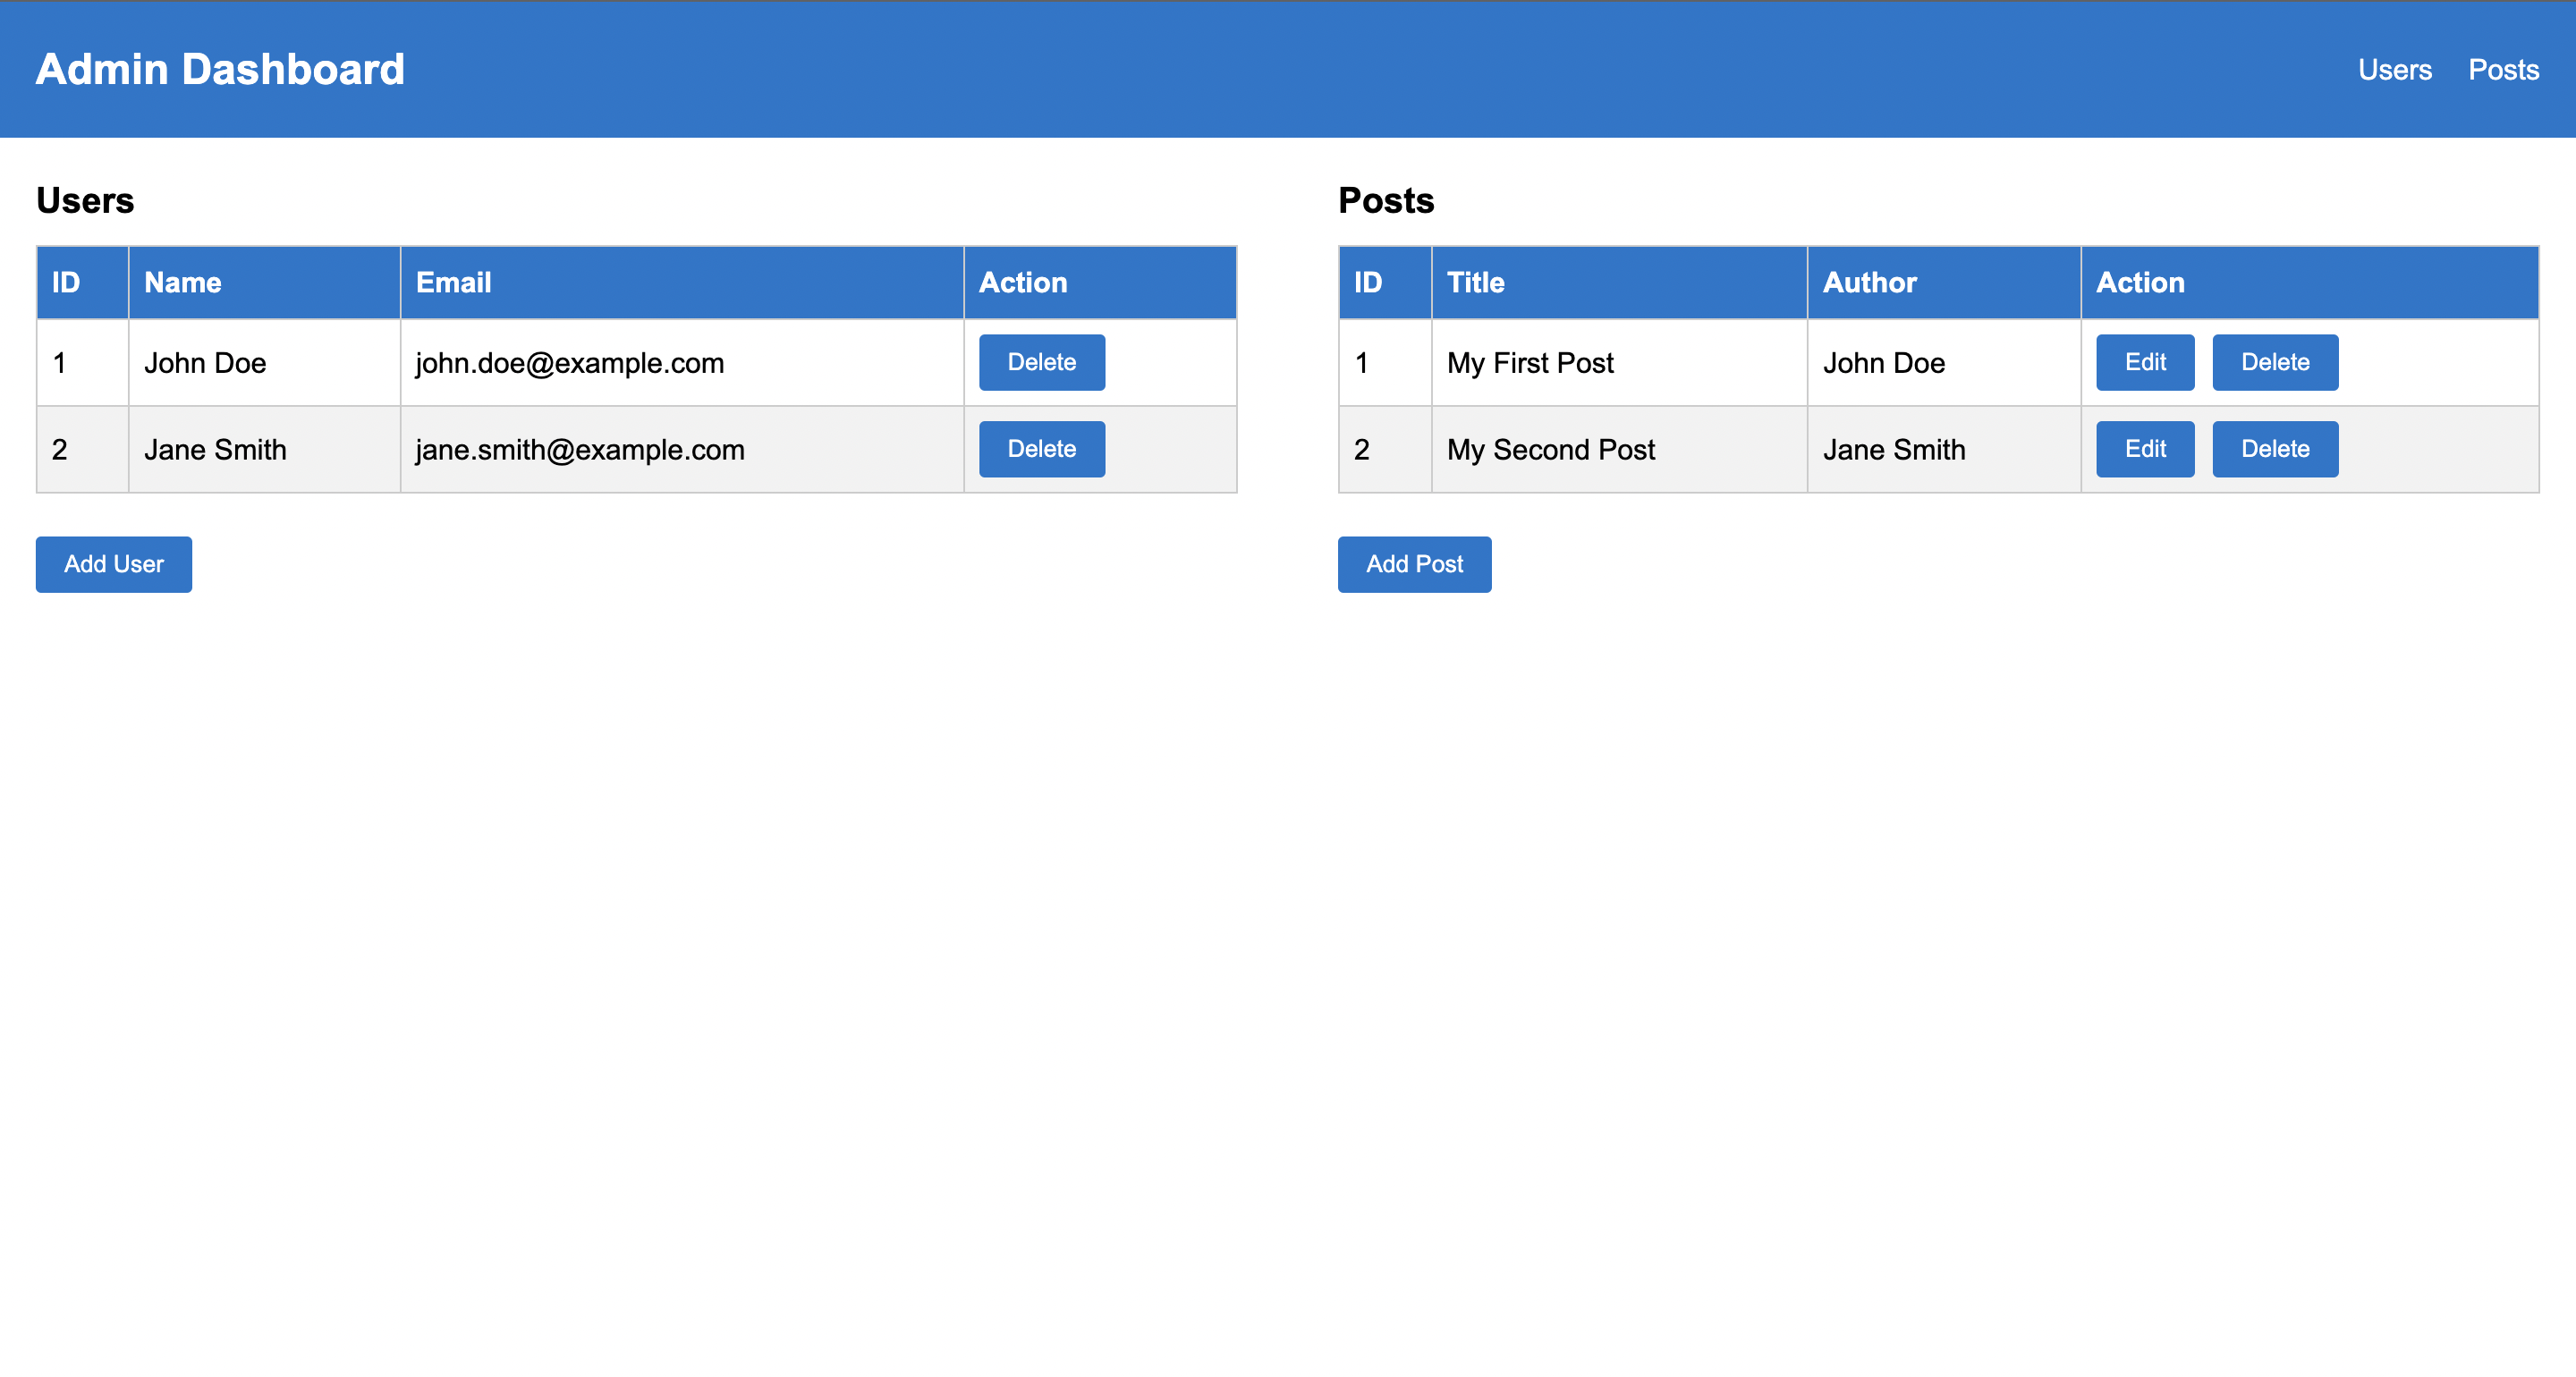 Admin Dashboard
Users Posts
Users
ID Name Email Action
1 John Doe john.doe@example.com Delete
2 Jane Smith jane.smith@example.com Delete
Add User
Posts
ID Title Author Action
1 My First Post John Doe Edit Delete
2 My Second Post Jane Smith Edit Delete
Add Post